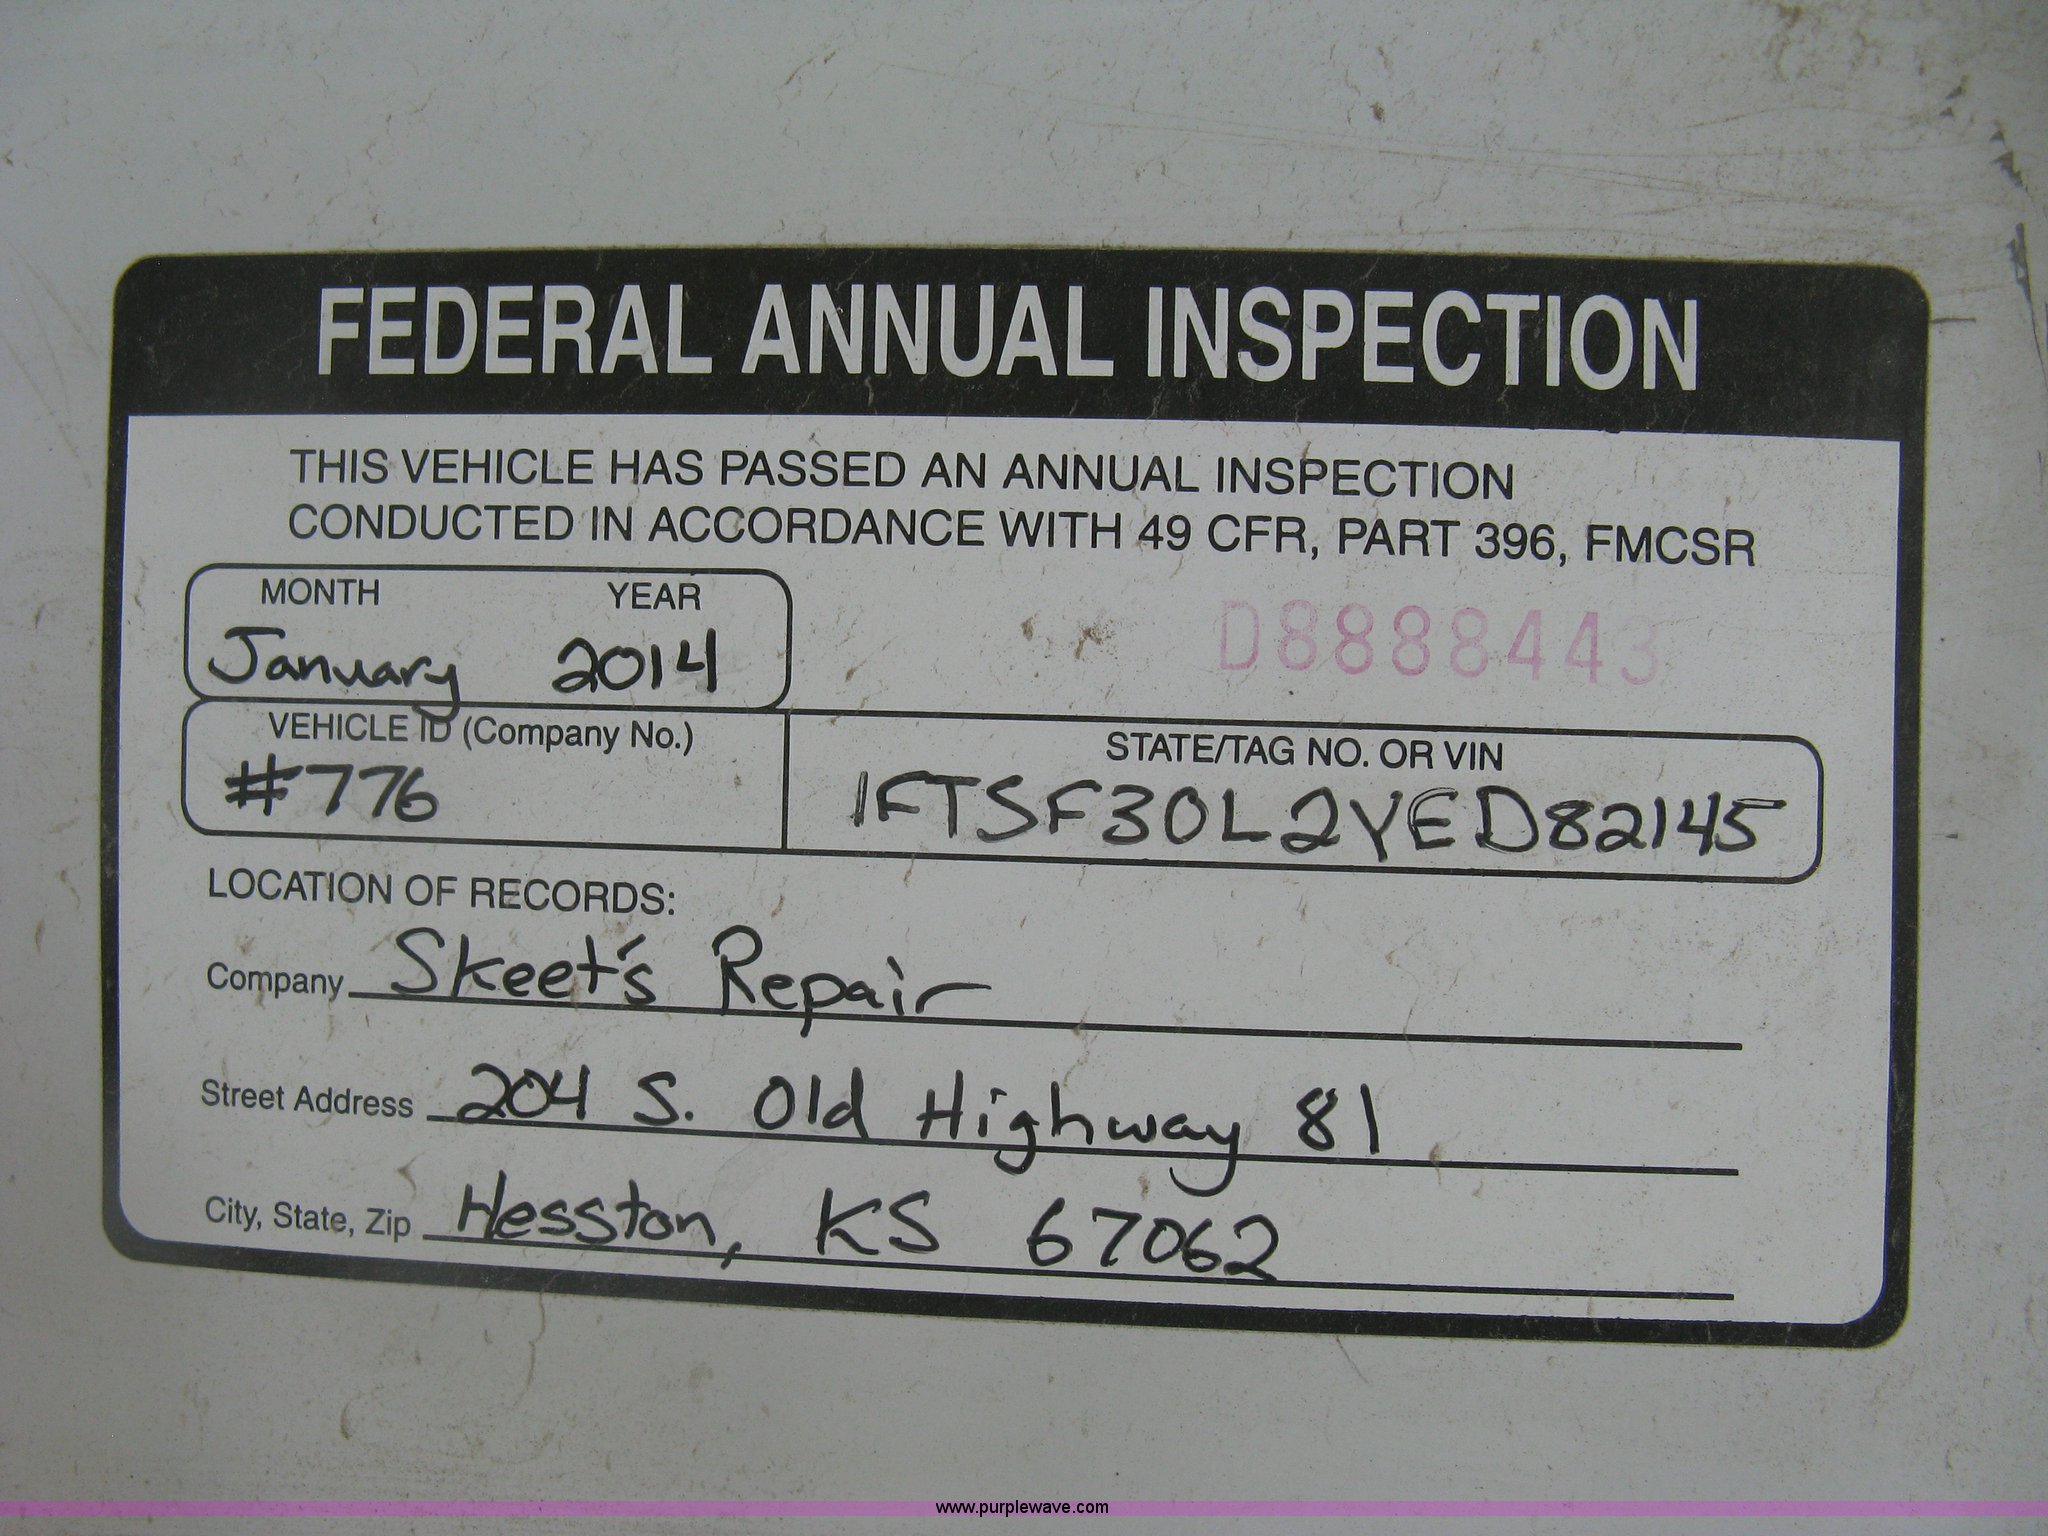 FEDERAL ANNUAL INSPECTION
THIS VEHICLE HAS PASSED AN ANNUAL INSPECTION
CONDUCTED IN ACCORDANCE WITH 49 CFR, PART 396, FMCSR
MONTH YEAR
January 2014
D8888443
VEHICLE ID (Company No.)
#776
STATE/TAG NO. OR VIN
1FTSF30L2YED82145
LOCATION OF RECORDS:
Company Skeet's Repair
Street Address 204 S. Old Highway 81
City, State, Zip Hesston, KS 67062
www.purplewave.com